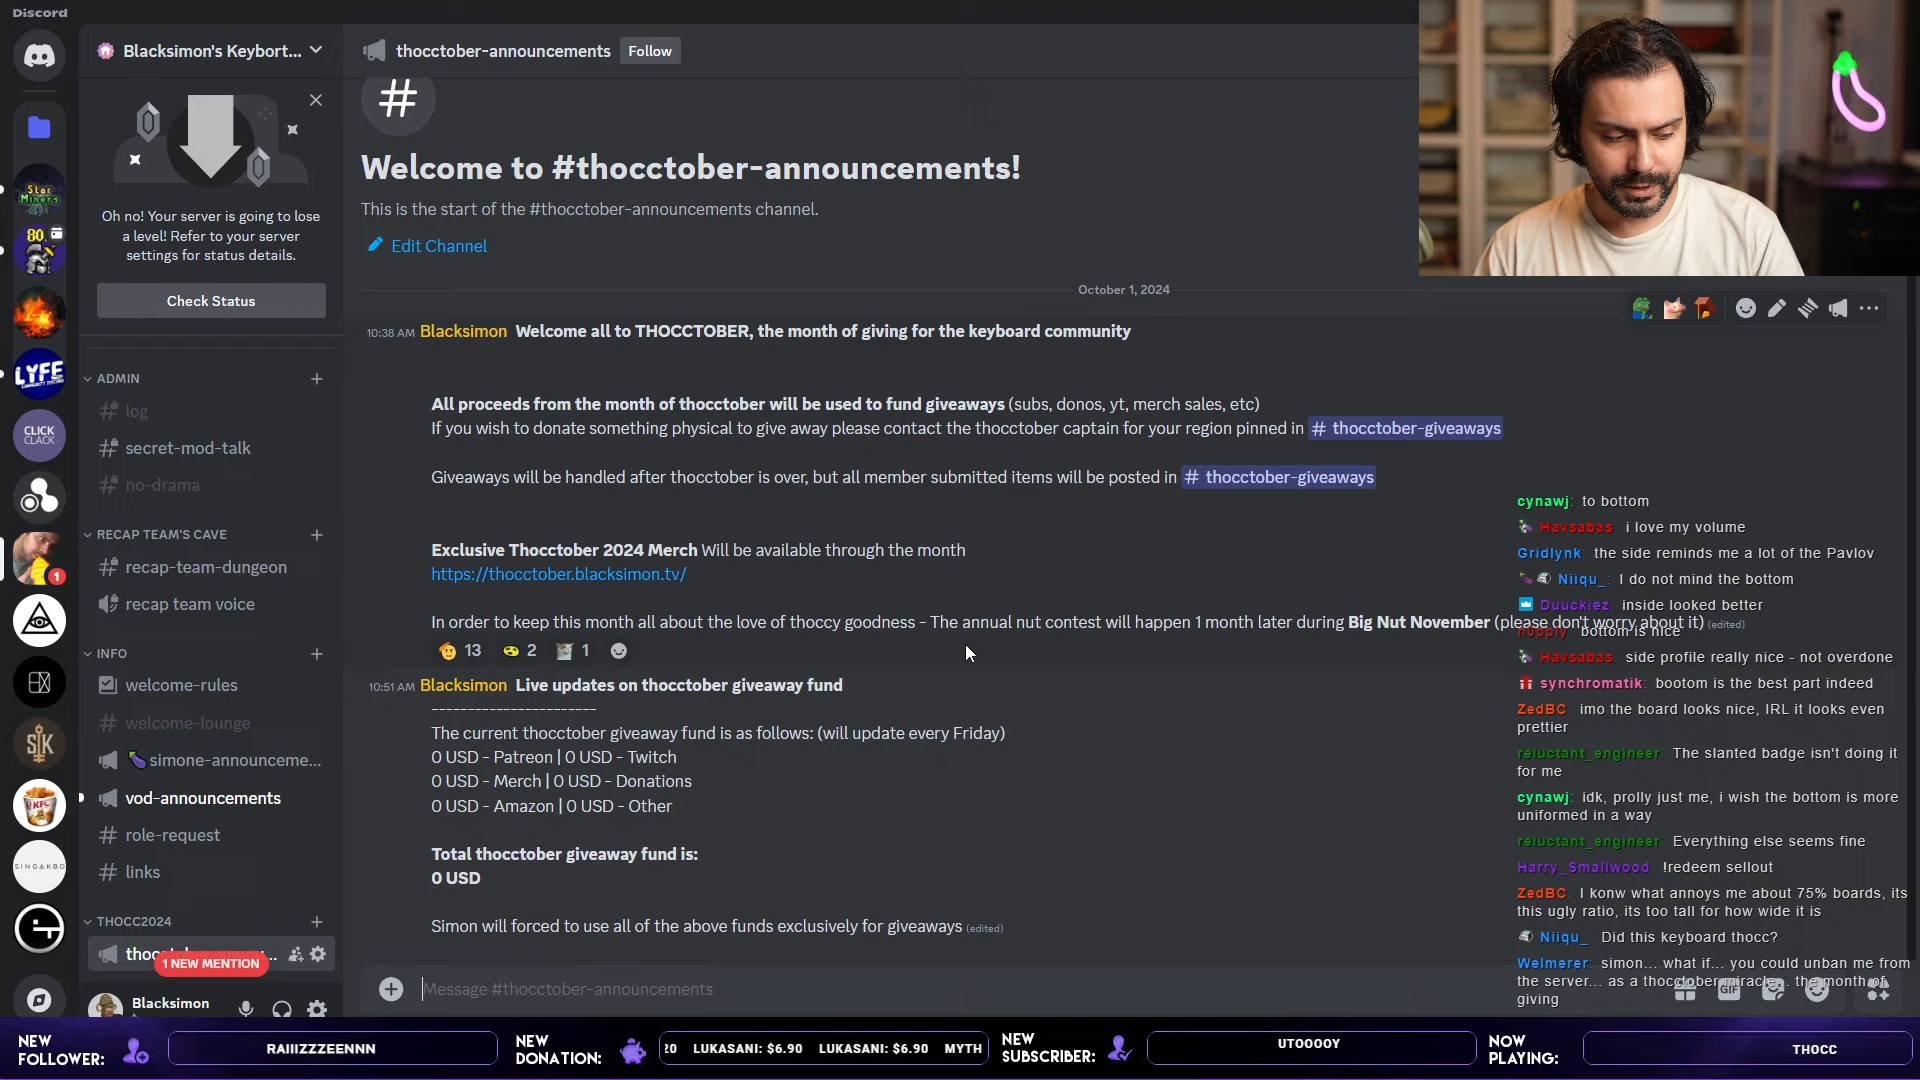 Discord
Blacksimon's Keybort...
thocctober-announcements
Follow
Oh no! Your server is going to lose
a level! Refer to your server
settings for status details.
Check Status
ADMIN
log
secret-mod-talk
no-drama
RECAP TEAM'S CAVE
recap-team-dungeon
recap team voice
INFO
welcome-rules
welcome-lounge
simone-announceme...
vod-announcements
role-request
links
THOCC2024
1 NEW MENTION
Blacksimon
Star
Miners
80
LYFE
CLICK
CLACK
1
SK
KFC
SINGAKBD
#
Welcome to #thocctober-announcements!
This is the start of the #thocctober-announcements channel.
Edit Channel
October 1, 2024
10:38 AM Blacksimon Welcome all to THOCCTOBER, the month of giving for the keyboard community
All proceeds from the month of thocctober will be used to fund giveaways (subs, donos, yt, merch sales, etc)
If you wish to donate something physical to give away please contact the thocctober captain for your region pinned in # thocctober-giveaways
Giveaways will be handled after thocctober is over, but all member submitted items will be posted in # thocctober-giveaways
Exclusive Thocctober 2024 Merch Will be available through the month
https://thocctober.blacksimon.tv/
In order to keep this month all about the love of thoccy goodness - The annual nut contest will happen 1 month later during Big Nut November (please don't worry about it) (edited)
13 2 1
10:51 AM Blacksimon Live updates on thocctober giveaway fund
-----------------------
The current thocctober giveaway fund is as follows: (will update every Friday)
0 USD - Patreon | 0 USD - Twitch
0 USD - Merch | 0 USD - Donations
0 USD - Amazon | 0 USD - Other
Total thocctober giveaway fund is:
0 USD
Simon will forced to use all of the above funds exclusively for giveaways (edited)
Message #thocctober-announcements
GIF
cynawj: to bottom
Havsabas i love my volume
Gridlynk the side reminds me a lot of the Pavlov
Niiqu_: I do not mind the bottom
Duuckiez inside looked better
bottom is nice
Havsabas side profile really nice - not overdone
synchromatik: bootom is the best part indeed
ZedBC: imo the board looks nice, IRL it looks even
prettier
reluctant_engineer The slanted badge isn't doing it
for me
cynawj: idk, prolly just me, i wish the bottom is more
uniformed in a way
reluctant_engineer Everything else seems fine
Harry_Smallwood !redeem sellout
ZedBC I konw what annoys me about 75% boards, its
this ugly ratio, its too tall for how wide it is
Niiqu_ Did this keyboard thocc?
Welmerer simon... what if... you could unban me from
the server... as a thocctober miracle... the month of
giving
NEW
FOLLOWER:
RAIIIZZZEENNN
NEW
DONATION:
20 LUKASANI: $6.90 LUKASANI: $6.90 MYTH
NEW
SUBSCRIBER:
UTOOOOY
NOW
PLAYING:
THOCC